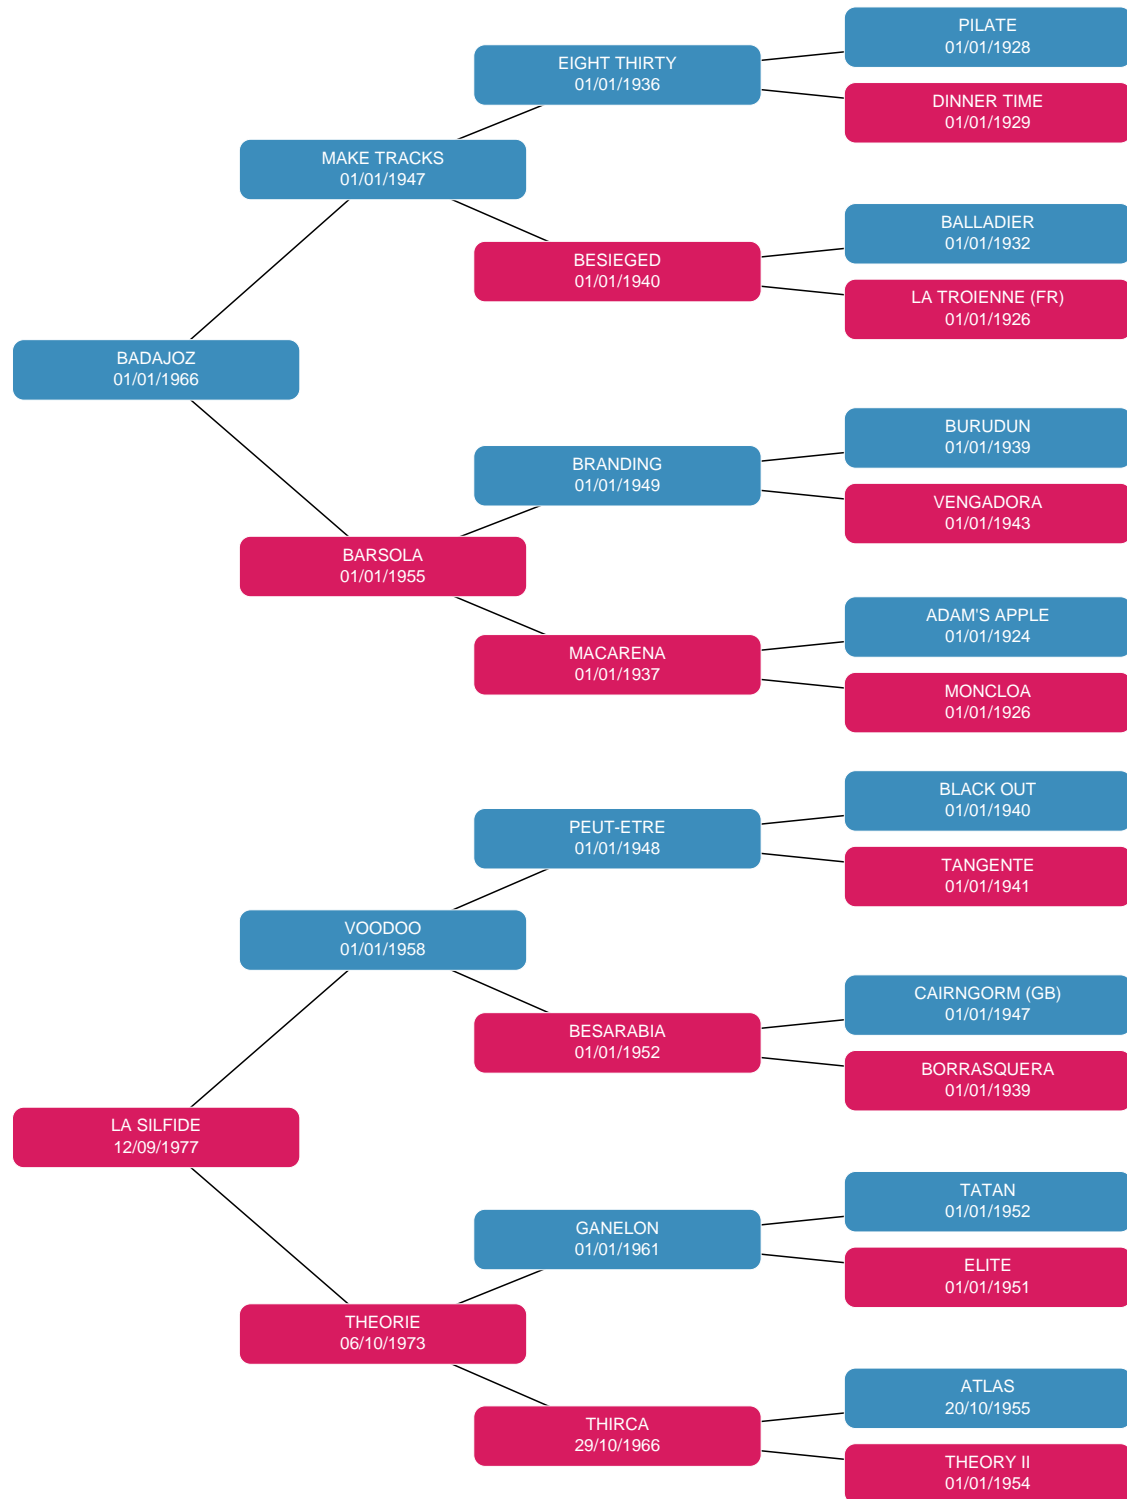 PILATE
01/01/1928
EIGHT THIRTY
01/01/1936
DINNER TIME
01/01/1929
MAKE TRACKS
01/01/1947
BALLADIER
01/01/1932
BESIEGED
01/01/1940
LA TROIENNE (FR)
01/01/1926
BADAJOZ
01/01/1966
BURUDUN
01/01/1939
BRANDING
01/01/1949
VENGADORA
01/01/1943
BARSOLA
01/01/1955
ADAM'S APPLE
01/01/1924
MACARENA
01/01/1937
MONCLOA
01/01/1926
BLACK OUT
01/01/1940
PEUT-ETRE
01/01/1948
TANGENTE
01/01/1941
VOODOO
01/01/1958
CAIRNGORM (GB)
01/01/1947
BESARABIA
01/01/1952
BORRASQUERA
01/01/1939
LA SILFIDE
12/09/1977
TATAN
01/01/1952
GANELON
01/01/1961
ELITE
01/01/1951
THEORIE
06/10/1973
ATLAS
20/10/1955
THIRCA
29/10/1966
THEORY II
01/01/1954